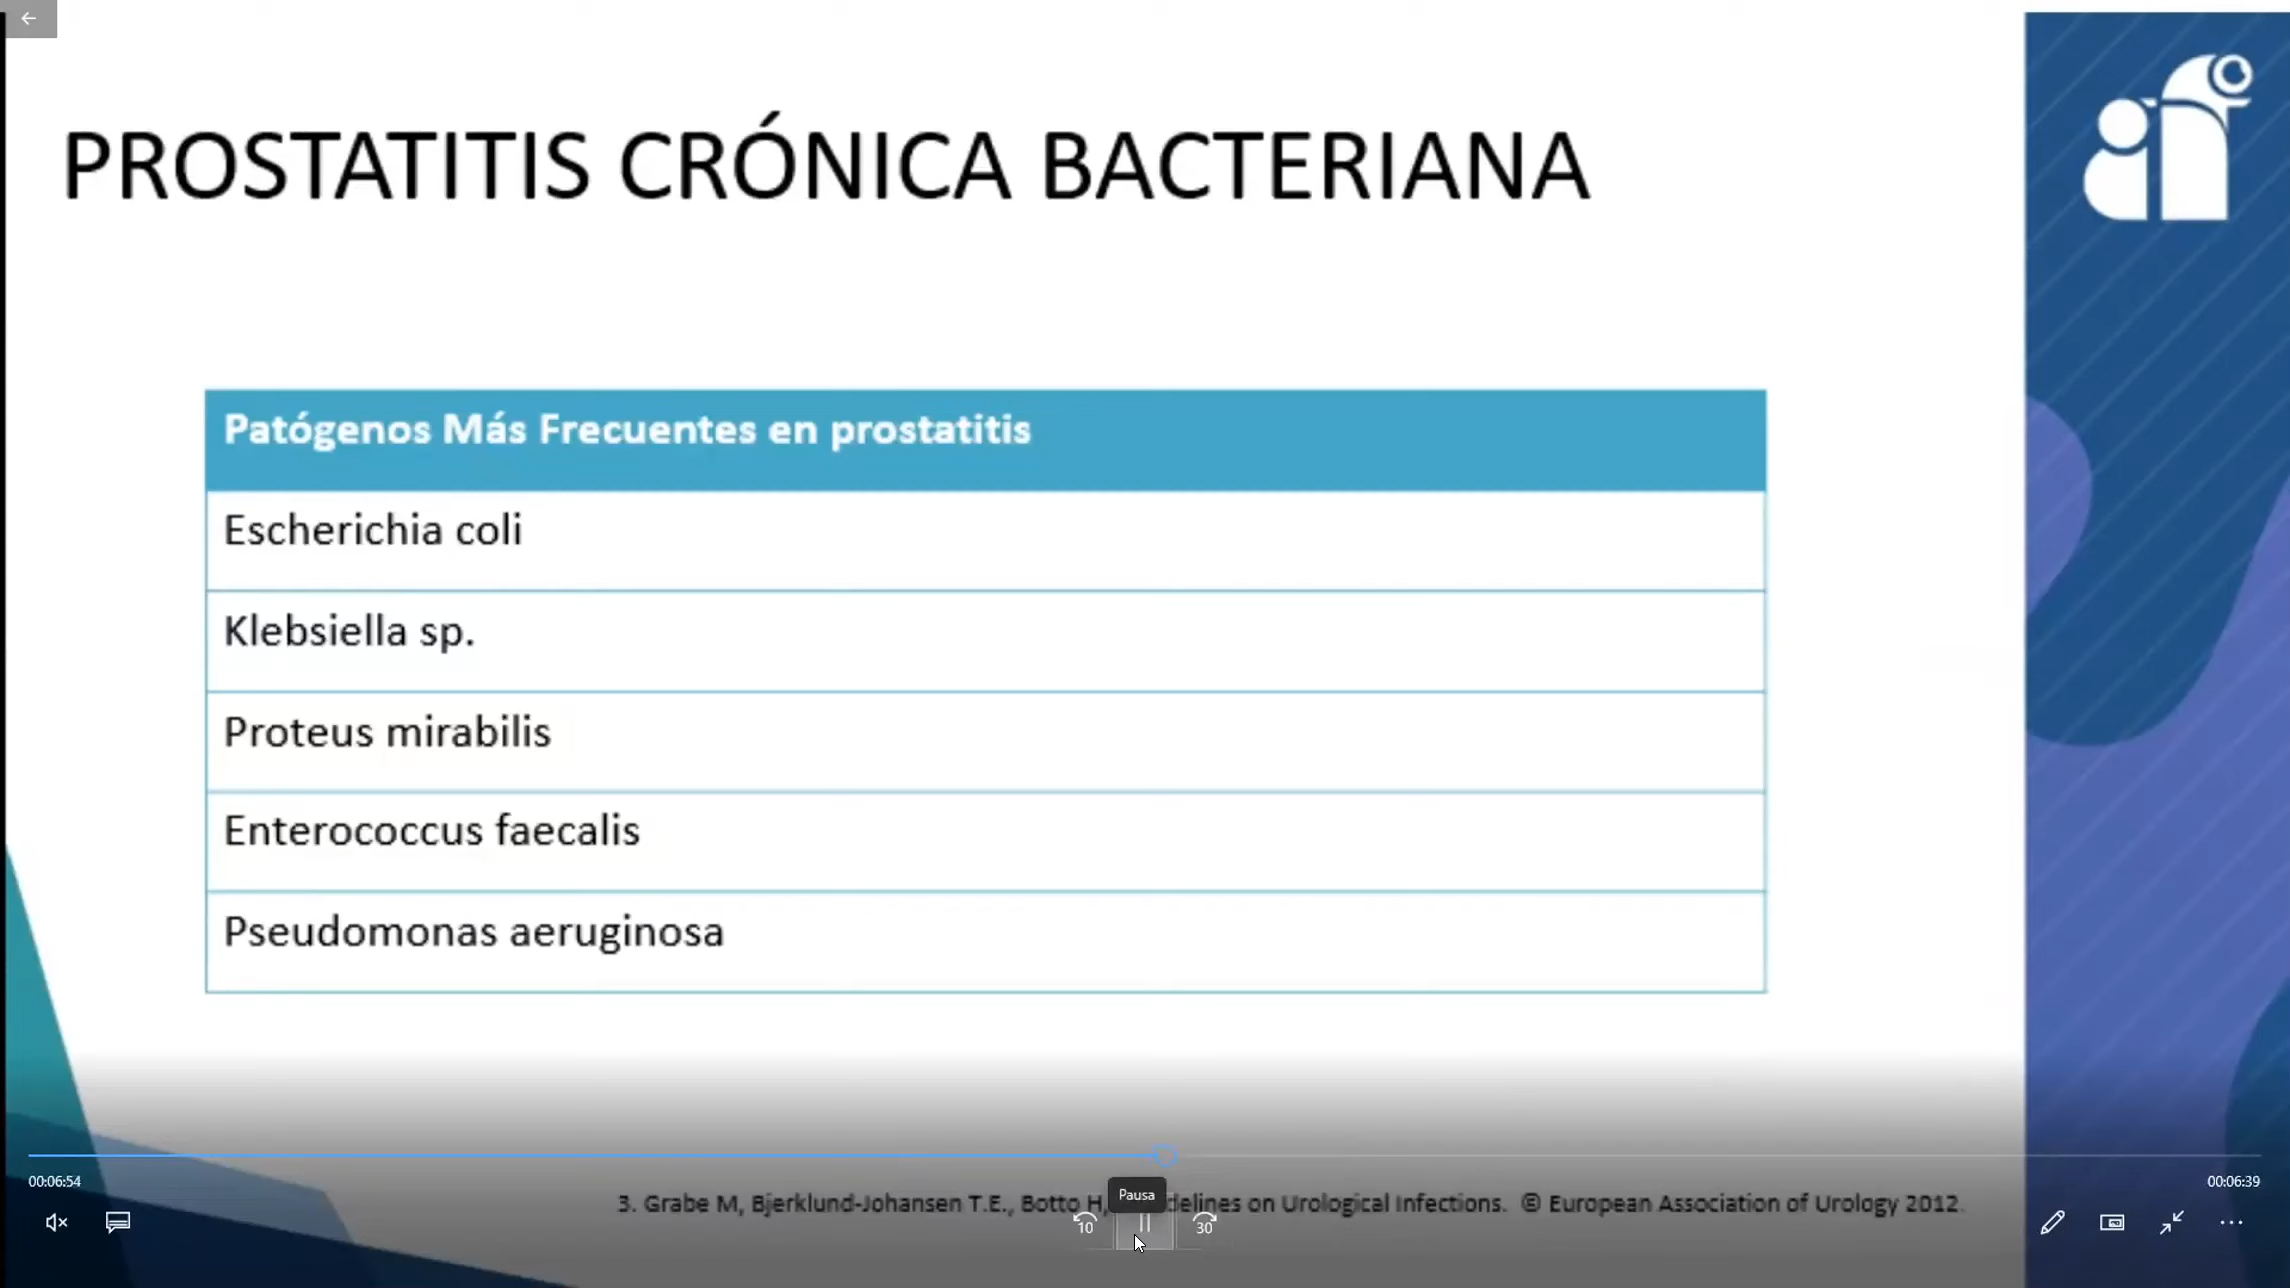 PROSTATITIS CRÓNICA BACTERIANA
Patógenos Más Frecuentes en prostatitis
Escherichia coli
Klebsiella sp.
Proteus mirabilis
Enterococcus faecalis
Pseudomonas aeruginosa
00:06:54
00:06:39
Pausa
3. Grabe M, Bjerklund-Johansen T.E., Botto H, delines on Urological Infections. © European Association of Urology 2012.
10
30